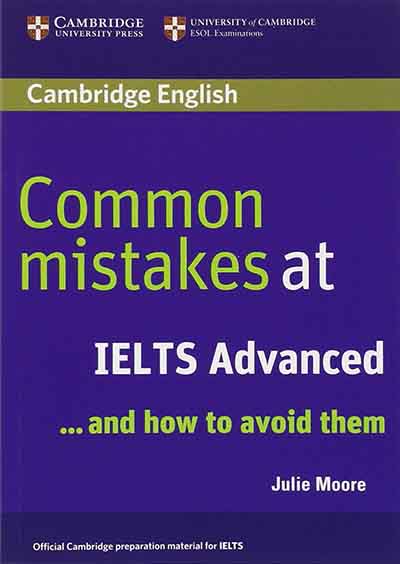 CAMBRIDGE
UNIVERSITY PRESS
UNIVERSITY of CAMBRIDGE
ESOL Examinations
Cambridge English
Common
mistakes at
IELTS Advanced
...and how to avoid them
Julie Moore
Official Cambridge preparation material for IELTS